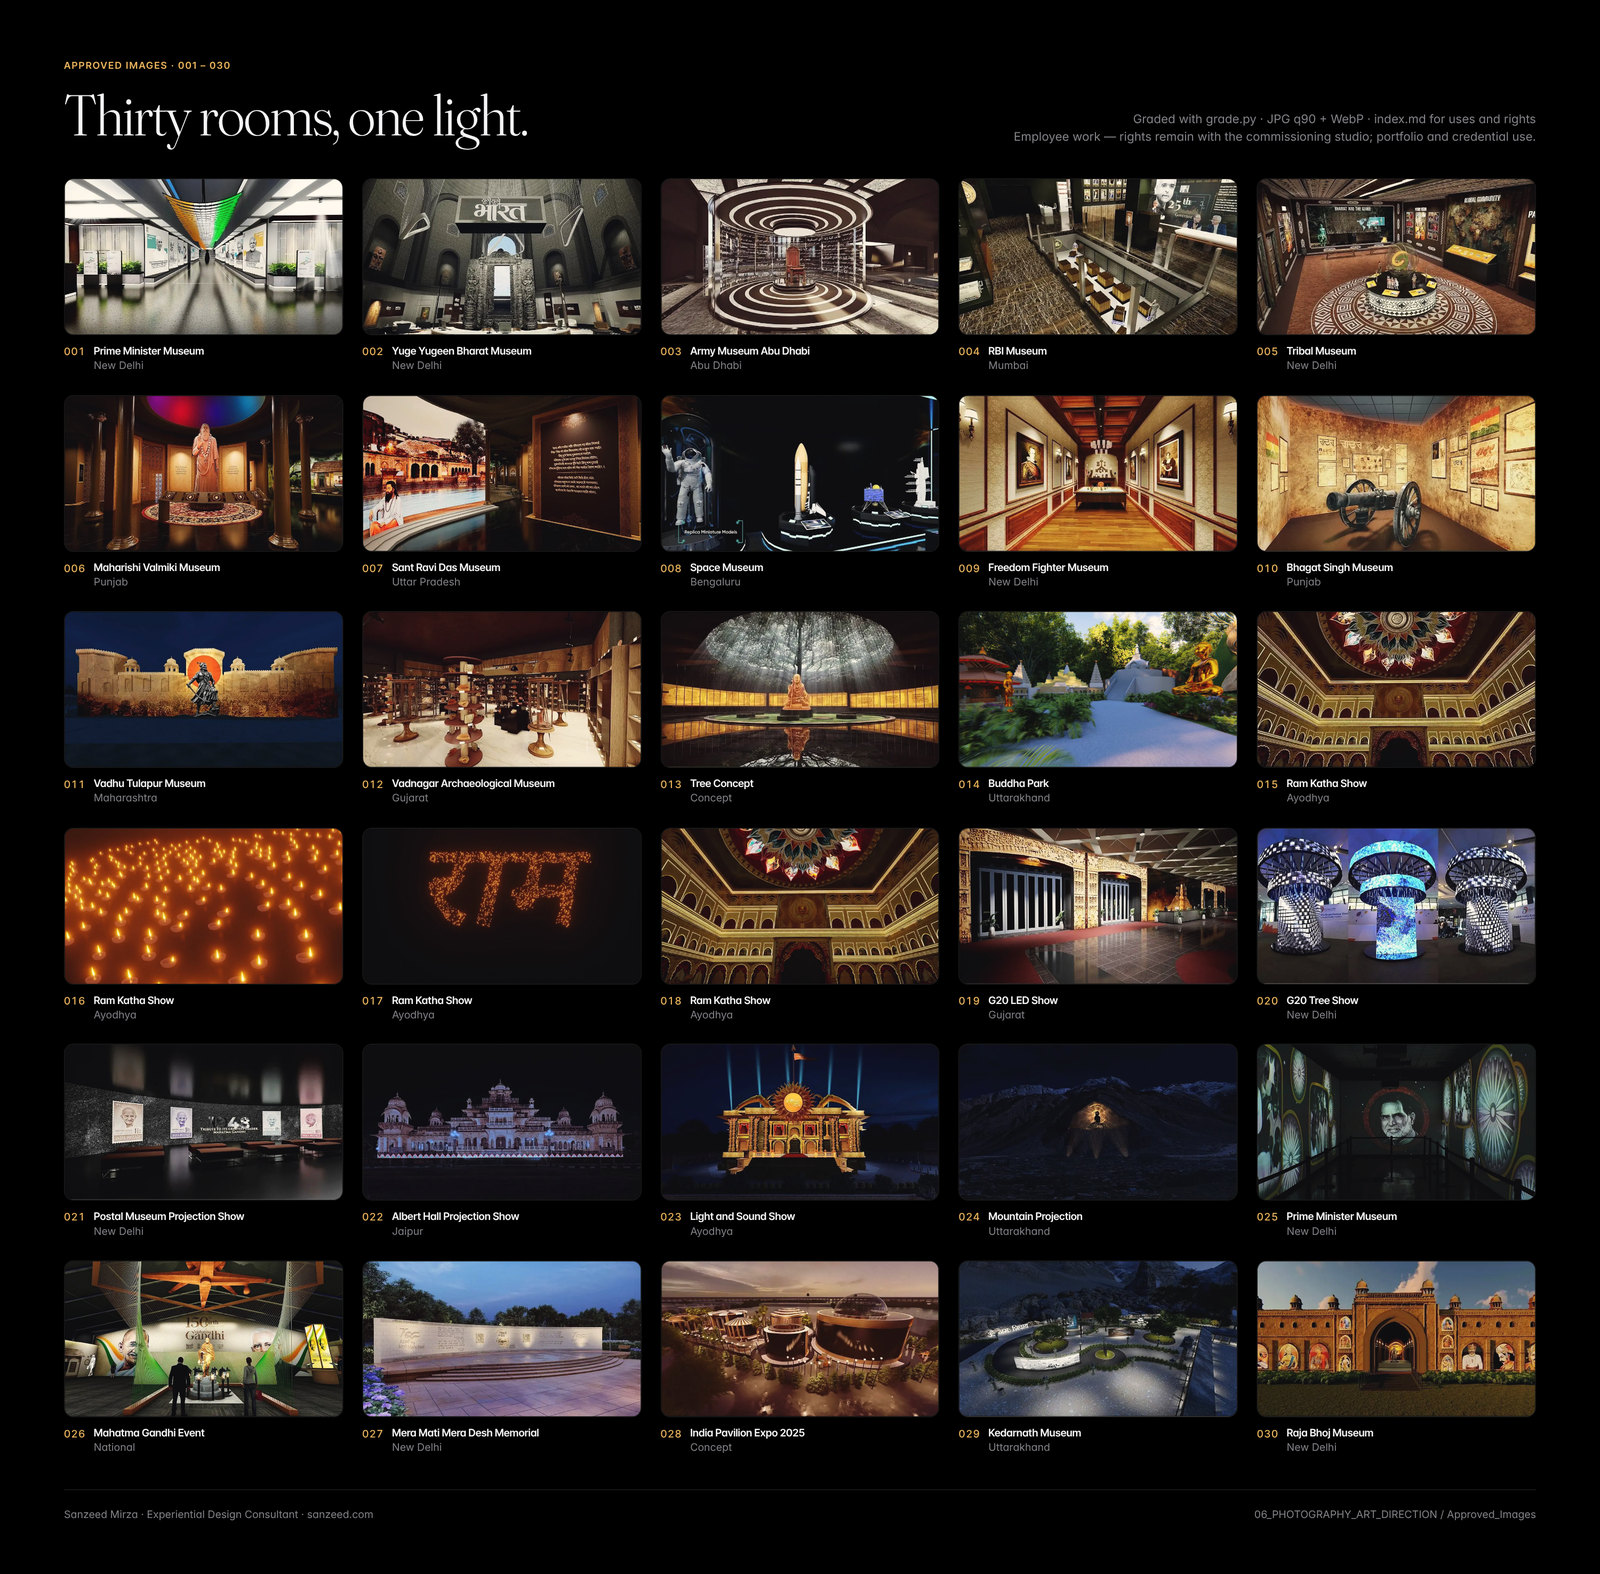 APPROVED IMAGES · 001 – 030
Thirty rooms, one light.
Graded with grade.py · JPG q90 + WebP · index.md for uses and rights
Employee work — rights remain with the commissioning studio; portfolio and credential use.
भारत
25th
001 Prime Minister Museum
New Delhi
002 Yuge Yugeen Bharat Museum
New Delhi
003 Army Museum Abu Dhabi
Abu Dhabi
004 RBI Museum
Mumbai
005 Tribal Museum
New Delhi
Replica Miniature Models
006 Maharishi Valmiki Museum
Punjab
007 Sant Ravi Das Museum
Uttar Pradesh
008 Space Museum
Bengaluru
009 Freedom Fighter Museum
New Delhi
010 Bhagat Singh Museum
Punjab
011 Vadhu Tulapur Museum
Maharashtra
012 Vadnagar Archaeological Museum
Gujarat
013 Tree Concept
Concept
014 Buddha Park
Uttarakhand
015 Ram Katha Show
Ayodhya
राम
016 Ram Katha Show
Ayodhya
017 Ram Katha Show
Ayodhya
018 Ram Katha Show
Ayodhya
019 G20 LED Show
Gujarat
020 G20 Tree Show
New Delhi
021 Postal Museum Projection Show
New Delhi
022 Albert Hall Projection Show
Jaipur
023 Light and Sound Show
Ayodhya
024 Mountain Projection
Uttarakhand
025 Prime Minister Museum
New Delhi
Gandhi
026 Mahatma Gandhi Event
National
027 Mera Mati Mera Desh Memorial
New Delhi
028 India Pavilion Expo 2025
Concept
029 Kedarnath Museum
Uttarakhand
030 Raja Bhoj Museum
New Delhi
Sanzeed Mirza · Experiential Design Consultant · sanzeed.com
06_PHOTOGRAPHY_ART_DIRECTION / Approved_Images